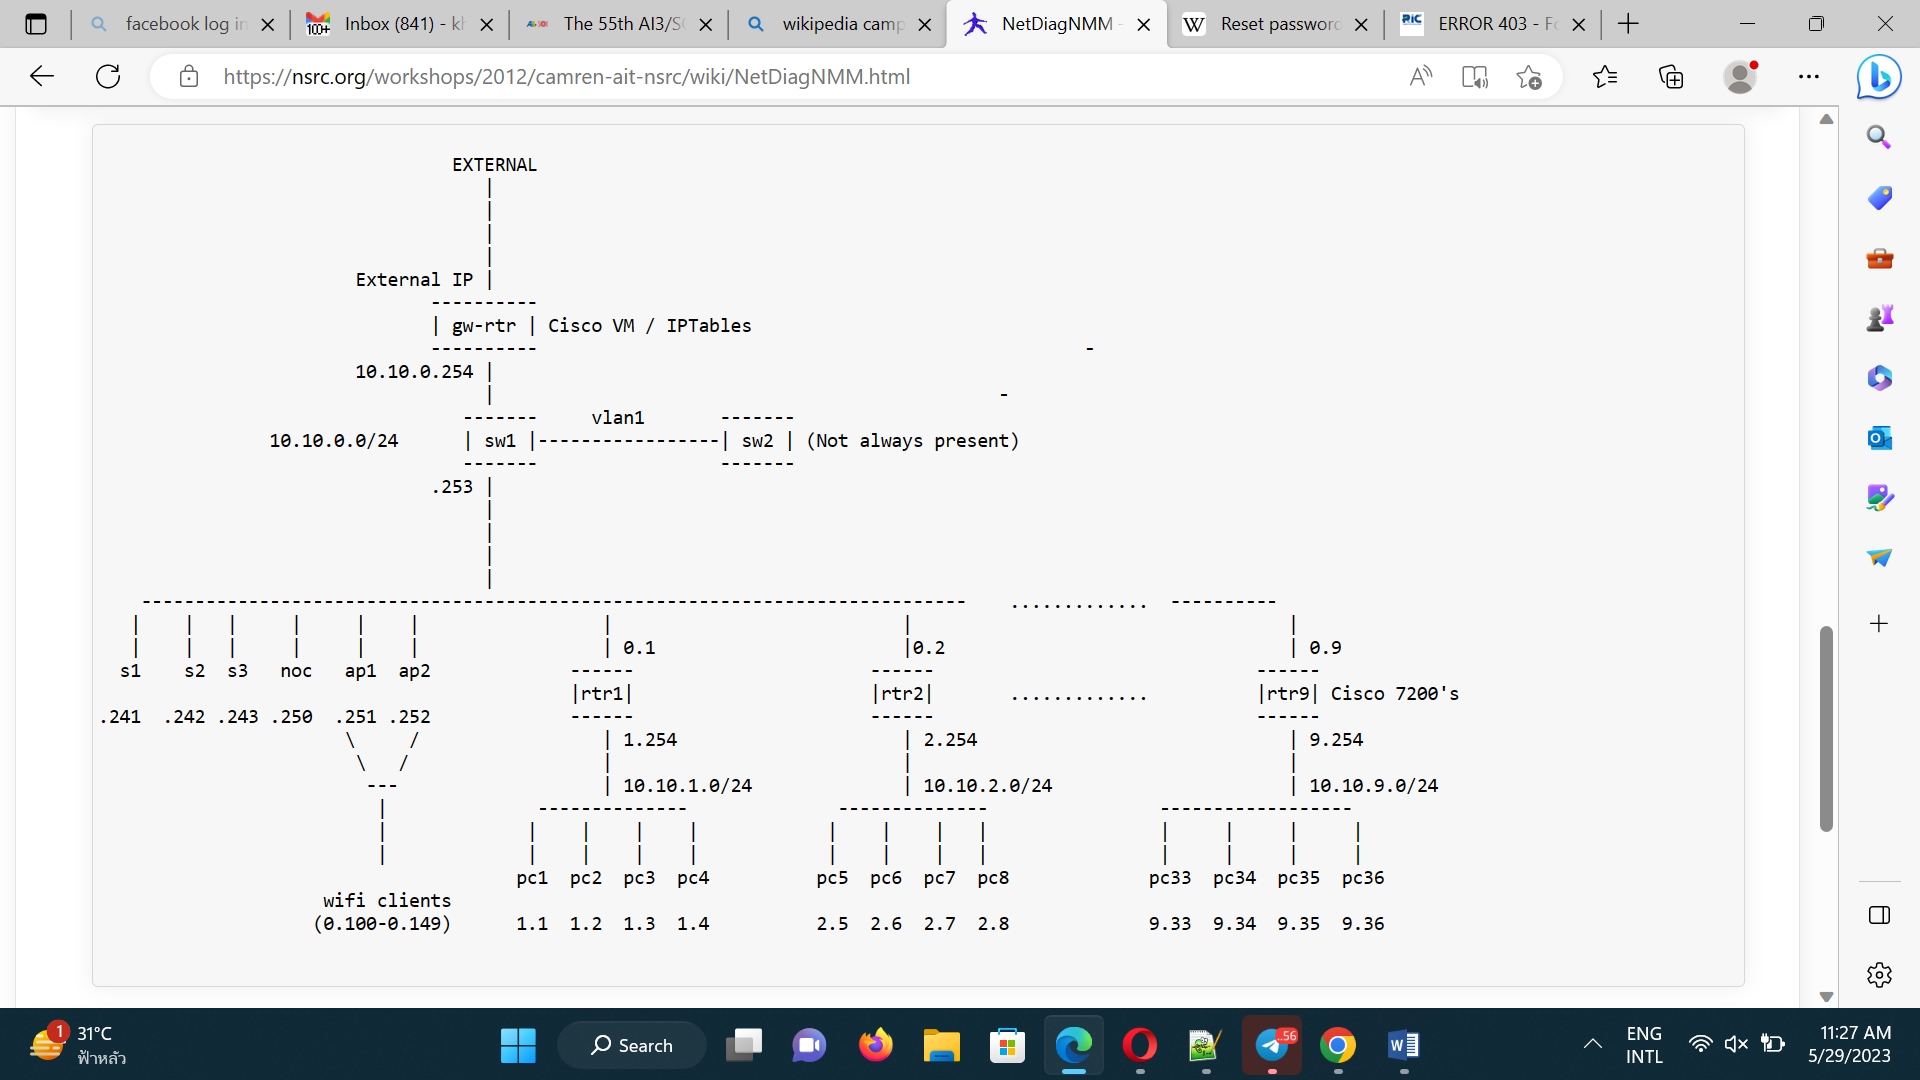 facebook log in
Inbox (841) - kh
The 55th AI3/SO
wikipedia camp
NetDiagNMM -
Reset password
ERROR 403 - Fo
https://nsrc.org/workshops/2012/camren-ait-nsrc/wiki/NetDiagNMM.html
EXTERNAL
External IP
gw-rtr Cisco VM / IPTables
10.10.0.254
vlan1
10.10.0.0/24 sw1 sw2 (Not always present)
.253
0.1 0.2 0.9
s1 s2 s3 noc ap1 ap2
rtr1 rtr2 ............. rtr9 Cisco 7200's
.241 .242 .243 .250 .251 .252
1.254 2.254 9.254
10.10.1.0/24 10.10.2.0/24 10.10.9.0/24
pc1 pc2 pc3 pc4 pc5 pc6 pc7 pc8 pc33 pc34 pc35 pc36
wifi clients
(0.100-0.149) 1.1 1.2 1.3 1.4 2.5 2.6 2.7 2.8 9.33 9.34 9.35 9.36
1
31°C
ฟ้าหลัว
Search
..56
ENG
INTL
11:27 AM
5/29/2023